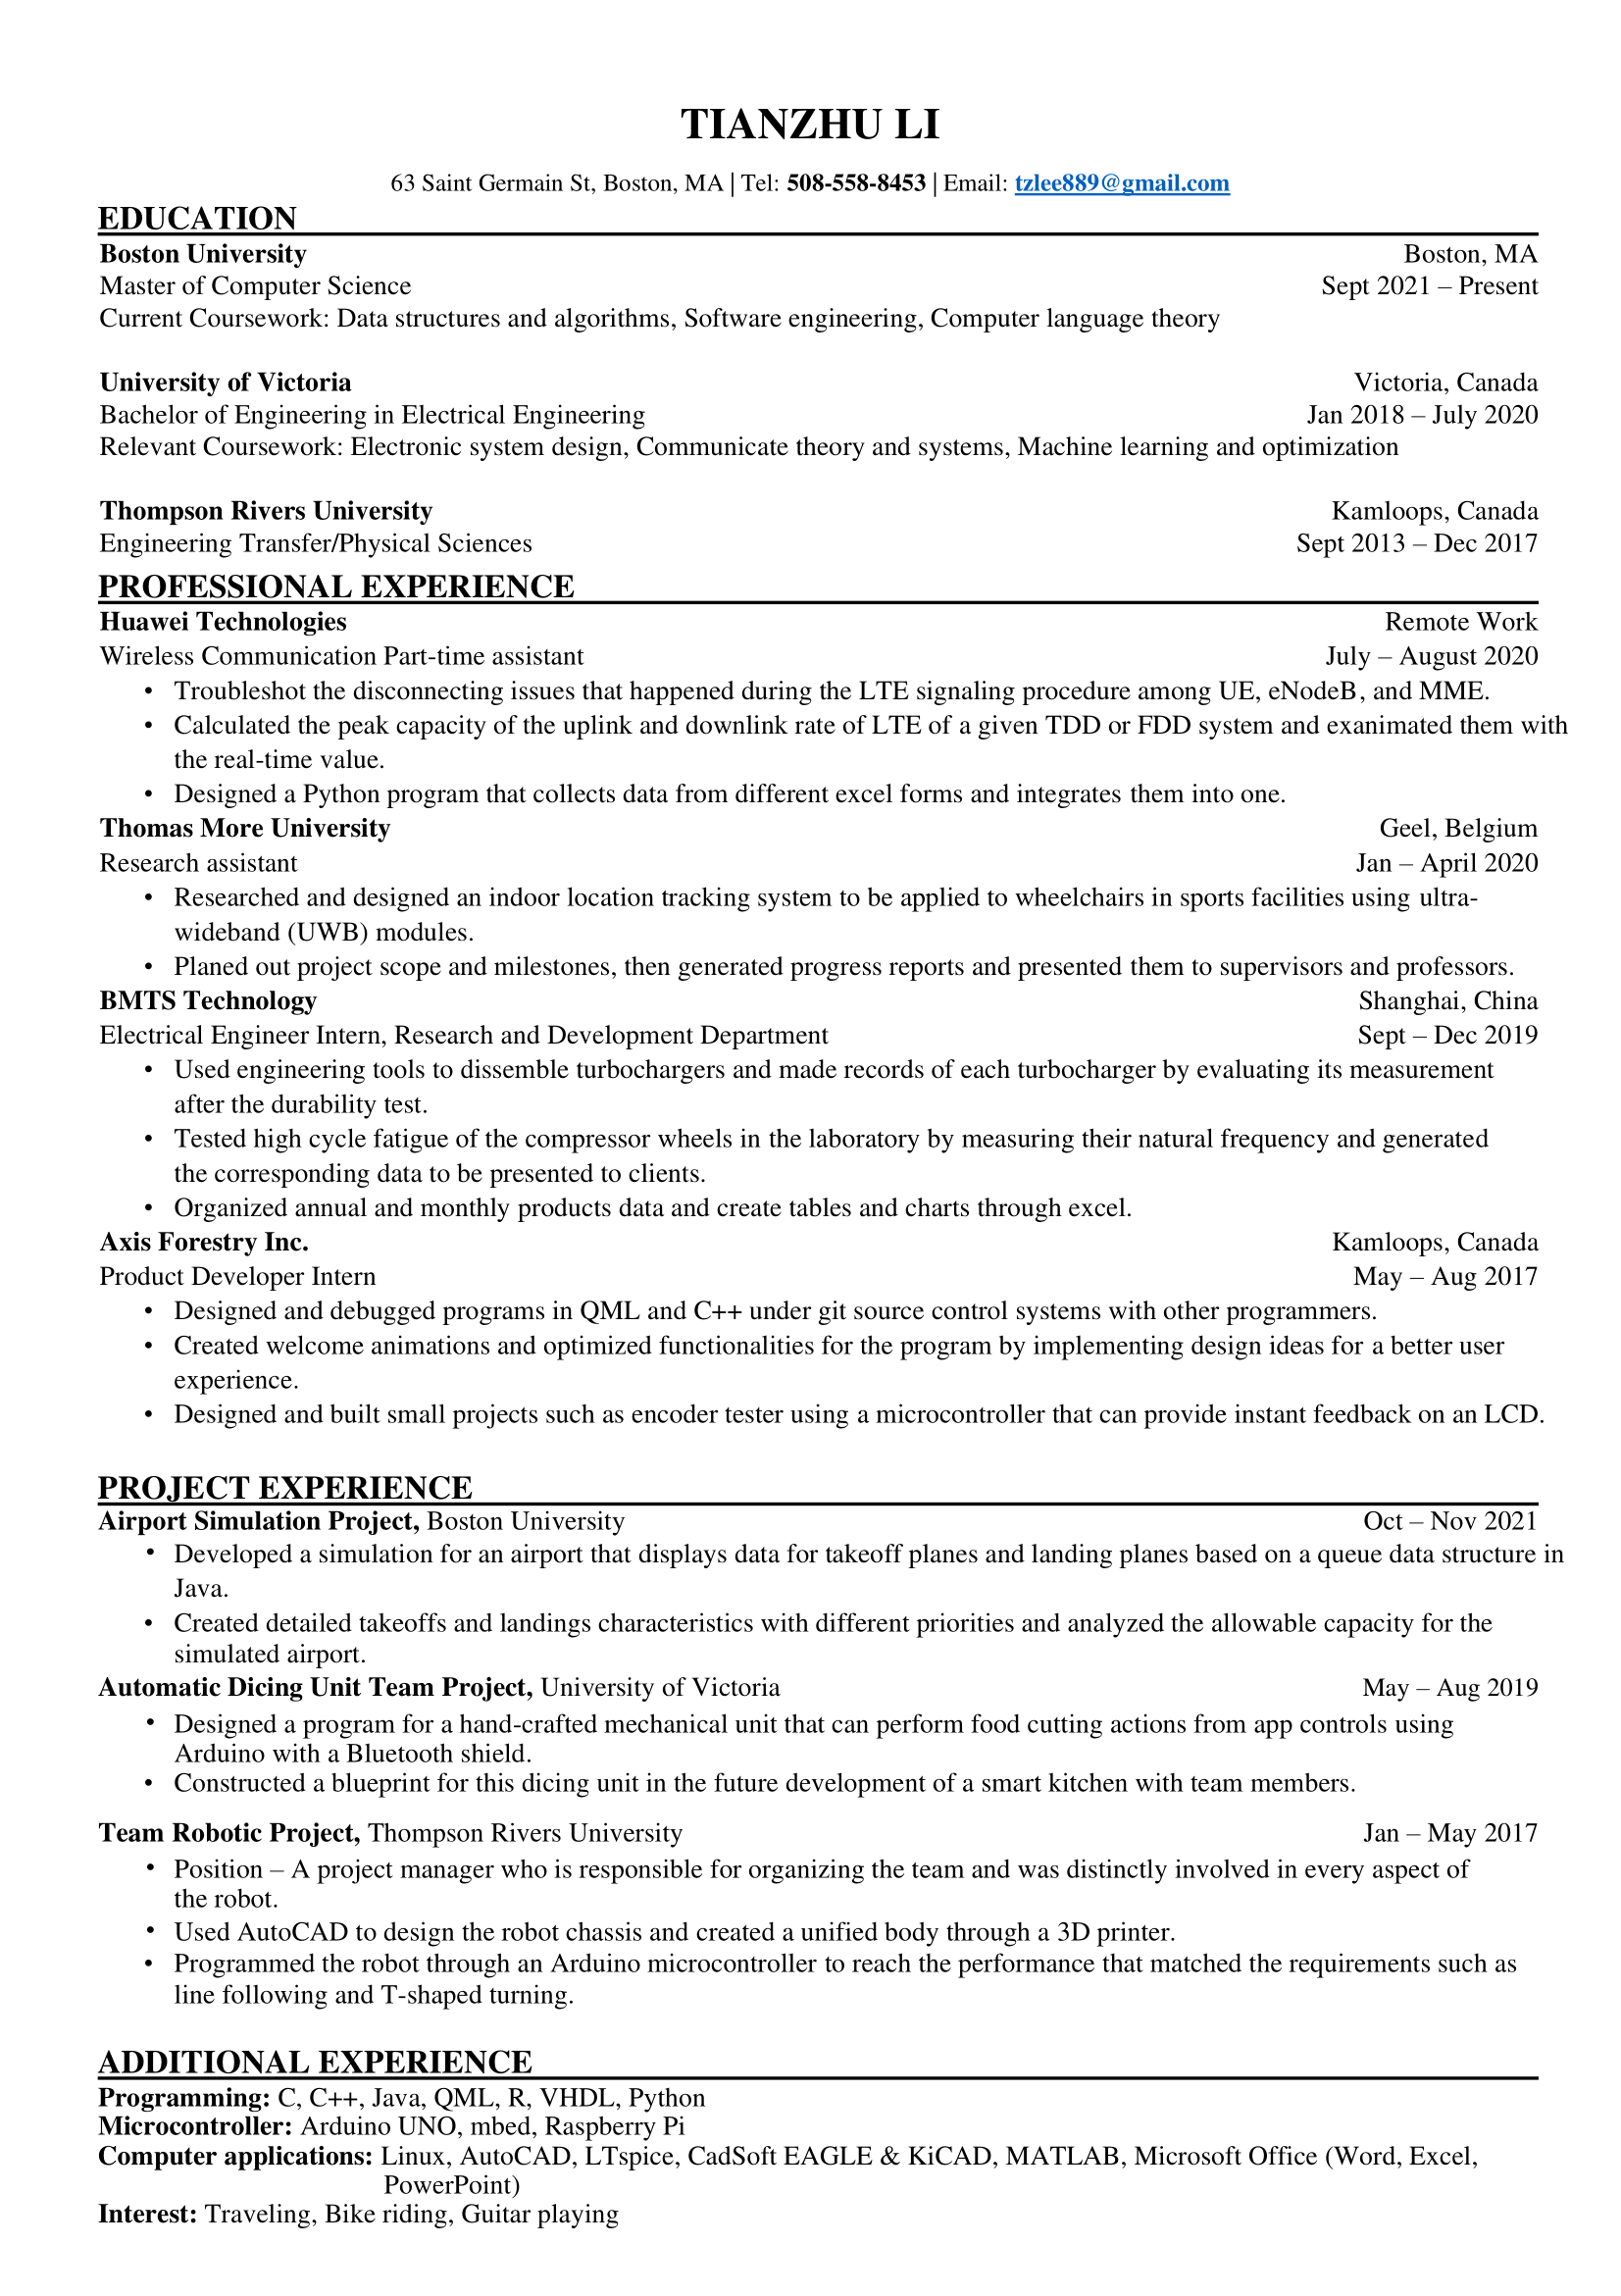 TIANZHU LI
63 Saint Germain St, Boston, MA | Tel: 508-558-8453 | Email: tzlee889@gmail.com
EDUCATION
Boston University Boston, MA
Master of Computer Science Sept 2021 – Present
Current Coursework: Data structures and algorithms, Software engineering, Computer language theory
University of Victoria Victoria, Canada
Bachelor of Engineering in Electrical Engineering Jan 2018 – July 2020
Relevant Coursework: Electronic system design, Communicate theory and systems, Machine learning and optimization
Thompson Rivers University Kamloops, Canada
Engineering Transfer/Physical Sciences Sept 2013 – Dec 2017
PROFESSIONAL EXPERIENCE
Huawei Technologies Remote Work
Wireless Communication Part-time assistant July – August 2020
• Troubleshot the disconnecting issues that happened during the LTE signaling procedure among UE, eNodeB, and MME.
• Calculated the peak capacity of the uplink and downlink rate of LTE of a given TDD or FDD system and exanimated them with
the real-time value.
• Designed a Python program that collects data from different excel forms and integrates them into one.
Thomas More University Geel, Belgium
Research assistant Jan – April 2020
• Researched and designed an indoor location tracking system to be applied to wheelchairs in sports facilities using ultra-
wideband (UWB) modules.
• Planed out project scope and milestones, then generated progress reports and presented them to supervisors and professors.
BMTS Technology Shanghai, China
Electrical Engineer Intern, Research and Development Department Sept – Dec 2019
• Used engineering tools to dissemble turbochargers and made records of each turbocharger by evaluating its measurement
after the durability test.
• Tested high cycle fatigue of the compressor wheels in the laboratory by measuring their natural frequency and generated
the corresponding data to be presented to clients.
• Organized annual and monthly products data and create tables and charts through excel.
Axis Forestry Inc. Kamloops, Canada
Product Developer Intern May – Aug 2017
• Designed and debugged programs in QML and C++ under git source control systems with other programmers.
• Created welcome animations and optimized functionalities for the program by implementing design ideas for a better user
experience.
• Designed and built small projects such as encoder tester using a microcontroller that can provide instant feedback on an LCD.
PROJECT EXPERIENCE
Airport Simulation Project, Boston University Oct – Nov 2021
• Developed a simulation for an airport that displays data for takeoff planes and landing planes based on a queue data structure in
Java.
• Created detailed takeoffs and landings characteristics with different priorities and analyzed the allowable capacity for the
simulated airport.
Automatic Dicing Unit Team Project, University of Victoria May – Aug 2019
• Designed a program for a hand-crafted mechanical unit that can perform food cutting actions from app controls using
Arduino with a Bluetooth shield.
• Constructed a blueprint for this dicing unit in the future development of a smart kitchen with team members.
Team Robotic Project, Thompson Rivers University Jan – May 2017
• Position – A project manager who is responsible for organizing the team and was distinctly involved in every aspect of
the robot.
• Used AutoCAD to design the robot chassis and created a unified body through a 3D printer.
• Programmed the robot through an Arduino microcontroller to reach the performance that matched the requirements such as
line following and T-shaped turning.
ADDITIONAL EXPERIENCE
Programming: C, C++, Java, QML, R, VHDL, Python
Microcontroller: Arduino UNO, mbed, Raspberry Pi
Computer applications: Linux, AutoCAD, LTspice, CadSoft EAGLE & KiCAD, MATLAB, Microsoft Office (Word, Excel,
PowerPoint)
Interest: Traveling, Bike riding, Guitar playing